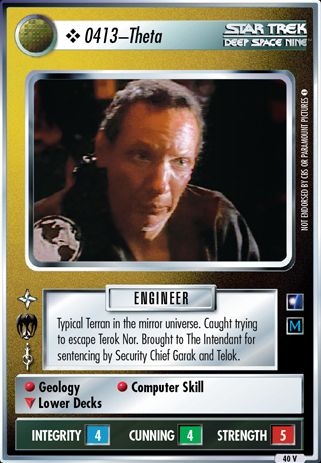 ❖ 0413–Theta
STAR TREK
DEEP SPACE NINE
NOT ENDORSED BY CBS OR PARAMOUNT PICTURES
ENGINEER
Typical Terran in the mirror universe. Caught trying
to escape Terok Nor. Brought to The Intendant for
sentencing by Security Chief Garak and Telok.
M
Geology
Computer Skill
Lower Decks
INTEGRITY 4 CUNNING 4 STRENGTH 5
40 V